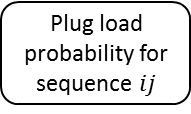 Plug load
probability for
sequence 𝑖𝑗